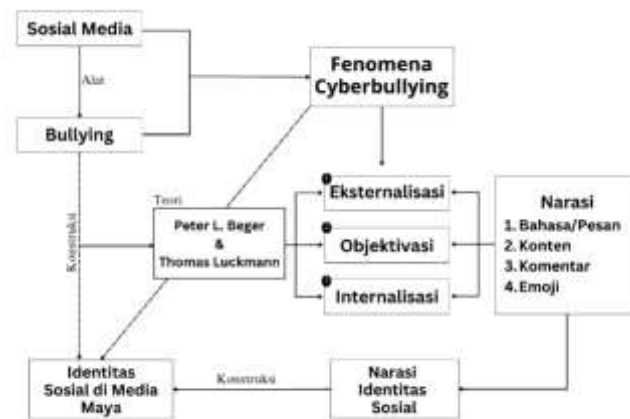 Sosial Media
Alat
Bullying
Fenomena
Cyberbullying
Konstruksi
Teori
Peter L. Beger
&
Thomas Luckmann
Eksternalisasi
Objektivasi
Internalisasi
Narasi
1. Bahasa/Pesan
2. Konten
3. Komentar
4. Emoji
Identitas
Sosial di Media
Maya
Konstruksi
Narasi
Identitas
Sosial